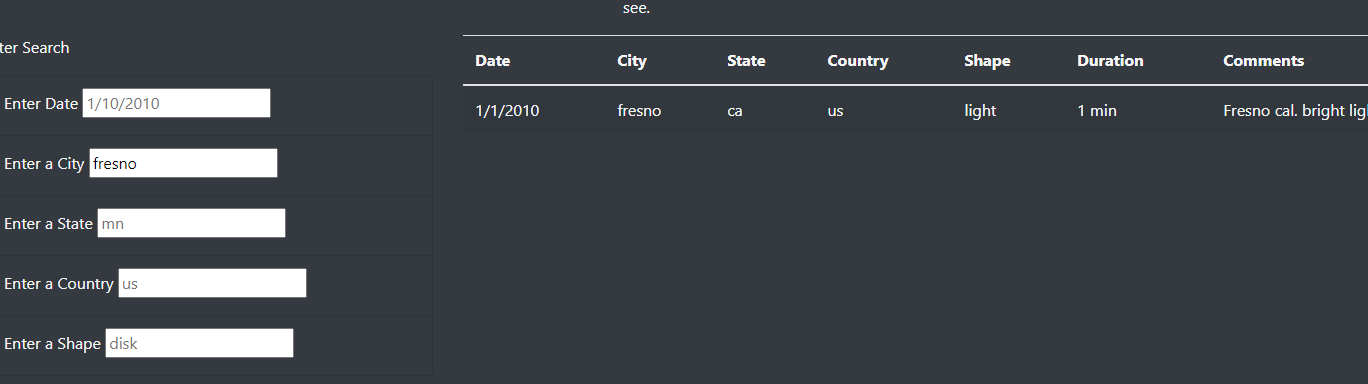 see.
ter Search
Enter Date 1/10/2010
Enter a City fresno
Enter a State mn
Enter a Country us
Enter a Shape disk
Date City State Country Shape Duration Comments
1/1/2010 fresno ca us light 1 min Fresno cal. bright lig